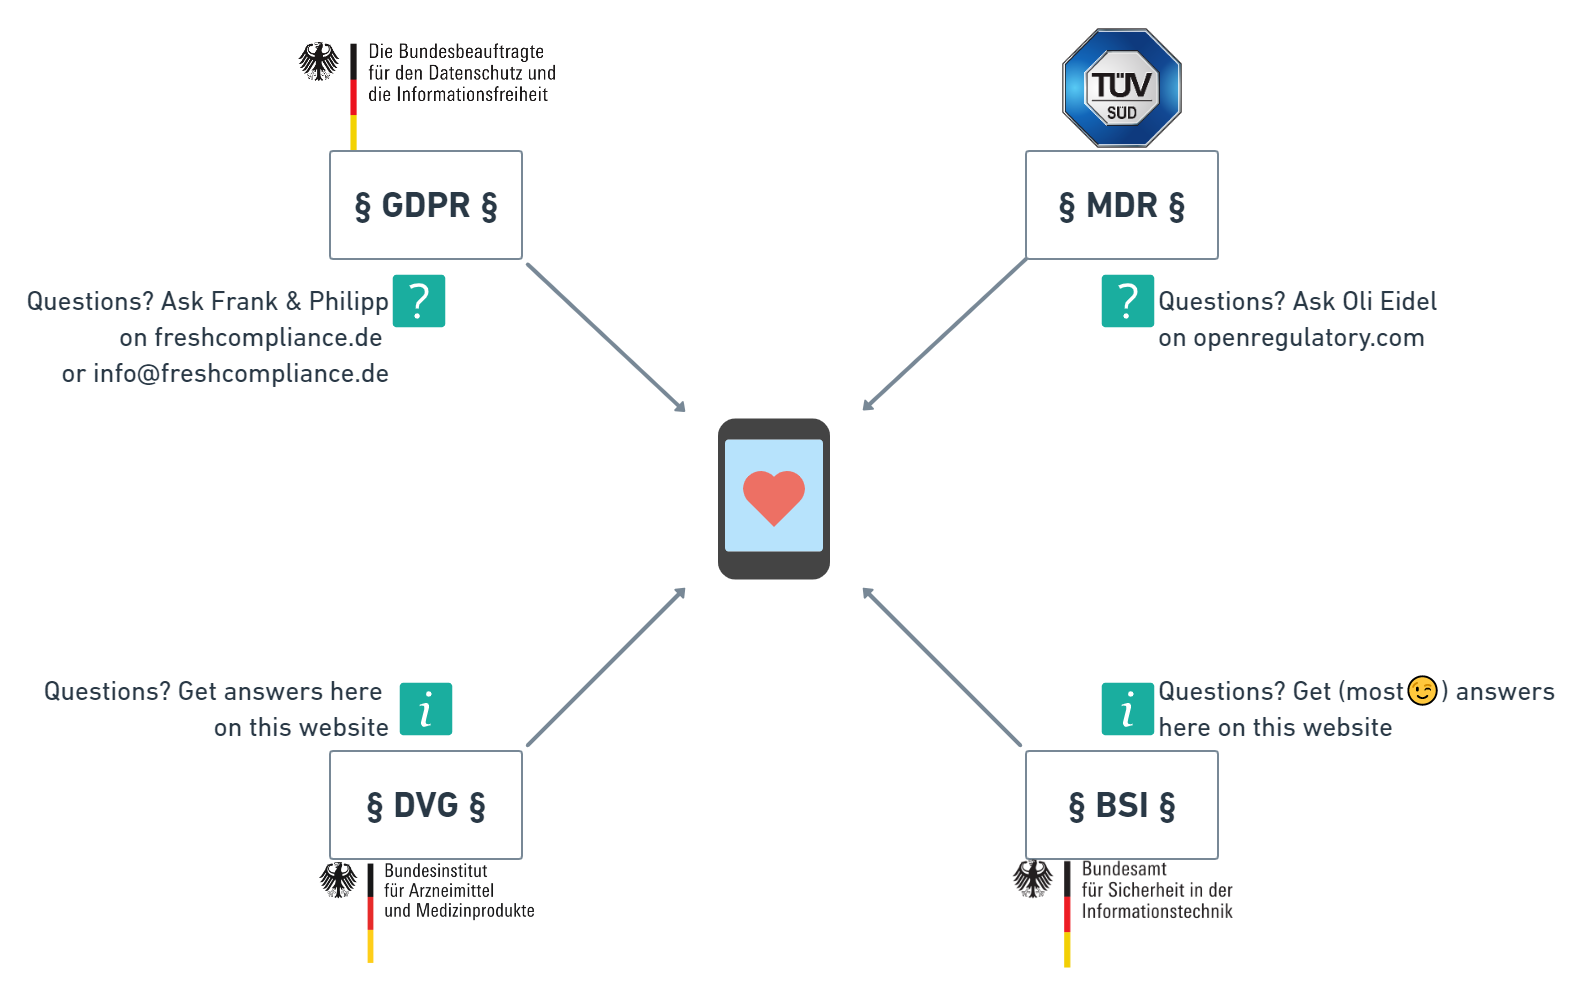 Die Bundesbeauftragte
für den Datenschutz und
die Informationsfreiheit
§ GDPR §
Questions? Ask Frank & Philipp
on freshcompliance.de
or info@freshcompliance.de
?
TÜV
SÜD
§ MDR §
?
Questions? Ask Oli Eidel
on openregulatory.com
Questions? Get answers here
on this website
i
§ DVG §
Bundesinstitut
für Arzneimittel
und Medizinprodukte
i
Questions? Get (most😉) answers
here on this website
§ BSI §
Bundesamt
für Sicherheit in der
Informationstechnik